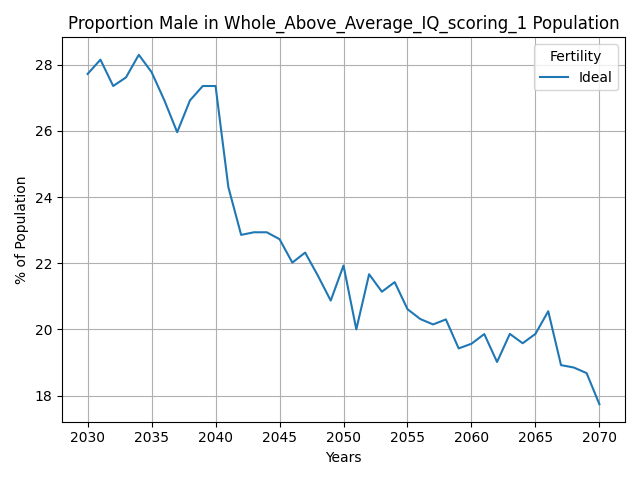 Proportion Male in Whole_Above_Average_IQ_scoring_1 Population
Fertility
Ideal
% of Population
28
26
24
22
20
18
2030 2035 2040 2045 2050 2055 2060 2065 2070
Years